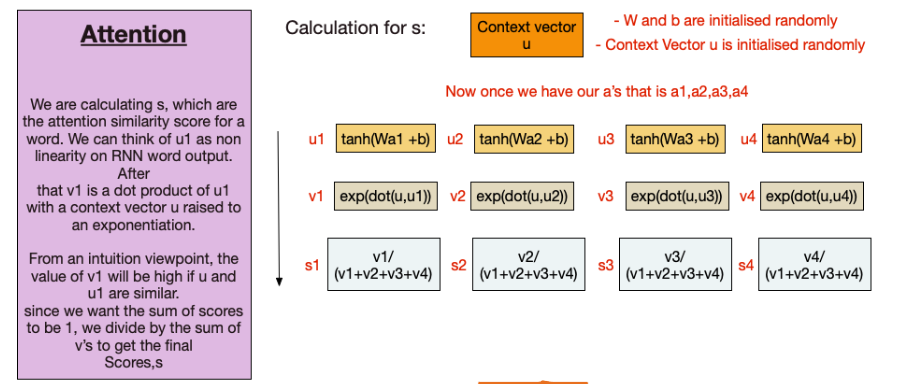 Attention
We are calculating s, which are
the attention similarity score for a
word. We can think of u1 as non
linearity on RNN word output.
After
that v1 is a dot product of u1
with a context vector u raised to
an exponentiation.
From an intuition viewpoint, the
value of v1 will be high if u and
u1 are similar.
since we want the sum of scores
to be 1, we divide by the sum of
v's to get the final
Scores,s
Calculation for s:
Context vector
u
- W and b are initialised randomly
- Context Vector u is initialised randomly
Now once we have our a's that is a1,a2,a3,a4
u1 tanh(Wa1 +b) u2 tanh(Wa2 +b) u3 tanh(Wa3 +b) u4 tanh(Wa4 +b)
v1 exp(dot(u,u1)) v2 exp(dot(u,u2)) v3 exp(dot(u,u3)) v4 exp(dot(u,u4))
s1 v1/ (v1+v2+v3+v4) s2 v2/ (v1+v2+v3+v4) s3 v3/ (v1+v2+v3+v4) s4 v4/ (v1+v2+v3+v4)